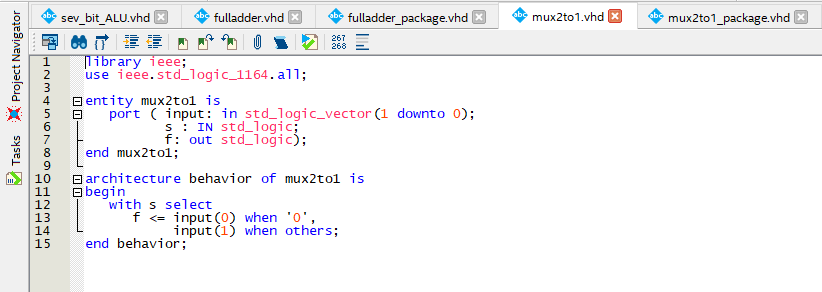 sev_bit_ALU.vhd fulladder.vhd fulladder_package.vhd mux2to1.vhd mux2to1_package.vhd
Project Navigator
Tasks
267
268
1 library ieee;
2 use ieee.std_logic_1164.all;
3
4 entity mux2to1 is
5 port ( input: in std_logic_vector(1 downto 0);
6 s : IN std_logic;
7 f: out std_logic);
8 end mux2to1;
9
10 architecture behavior of mux2to1 is
11 begin
12 with s select
13 f <= input(0) when '0',
14 input(1) when others;
15 end behavior;